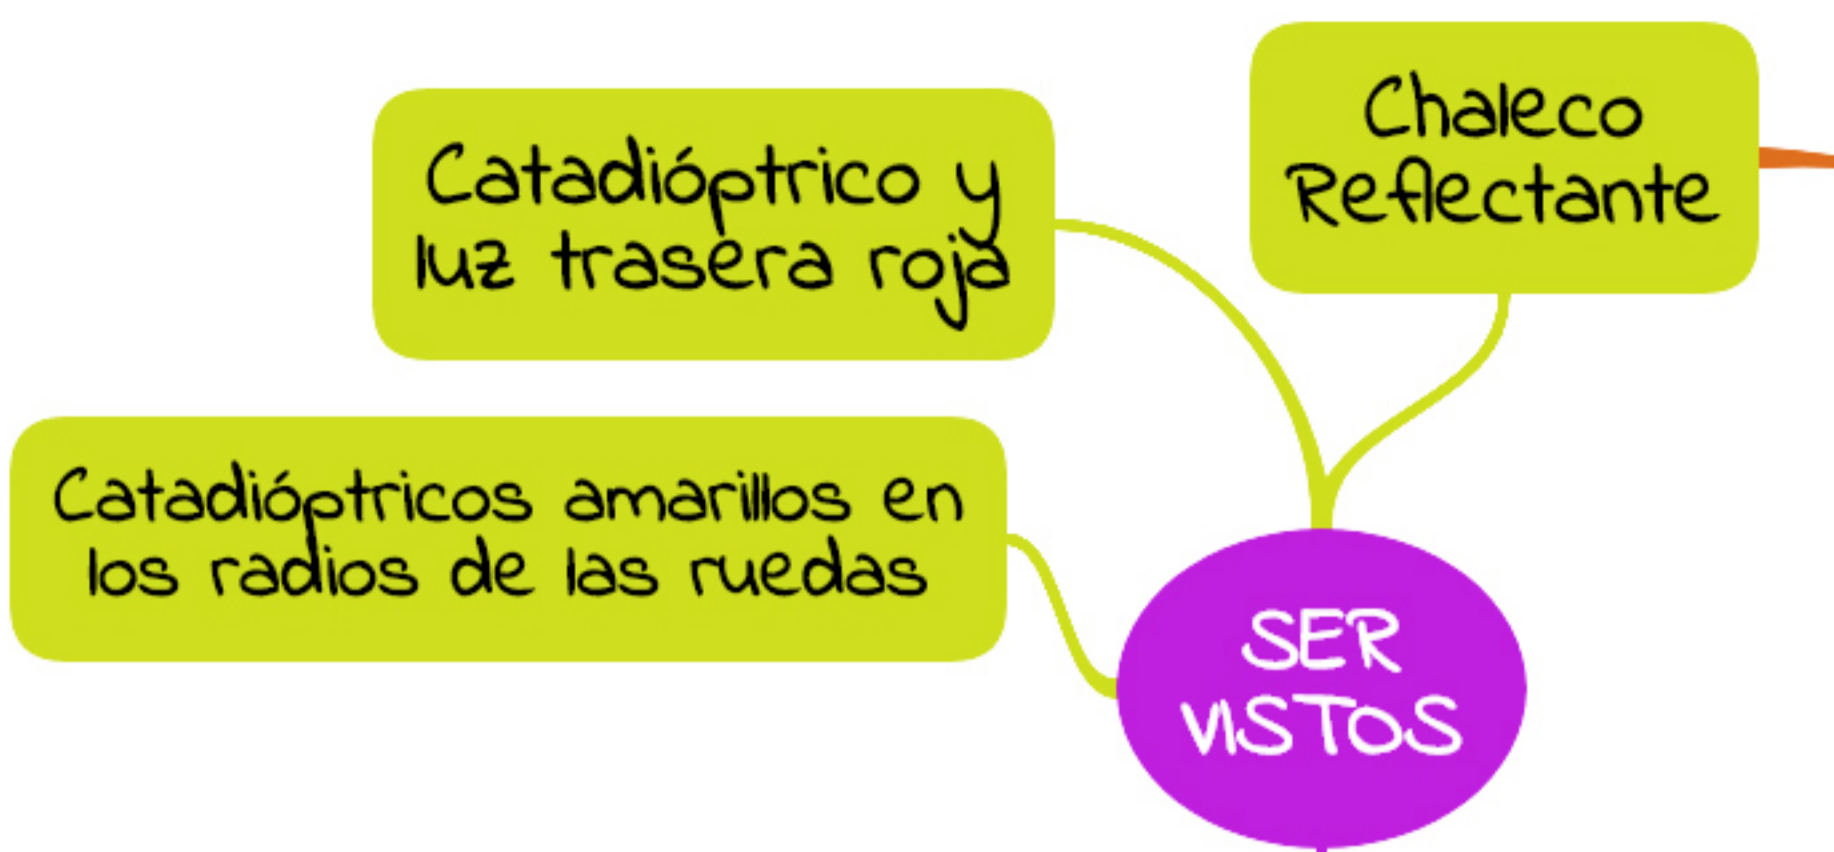 Chaleco
Reflectante
Catadióptrico y
luz trasera roja
Catadióptricos amarillos en
los radios de las ruedas
SER
VISTOS